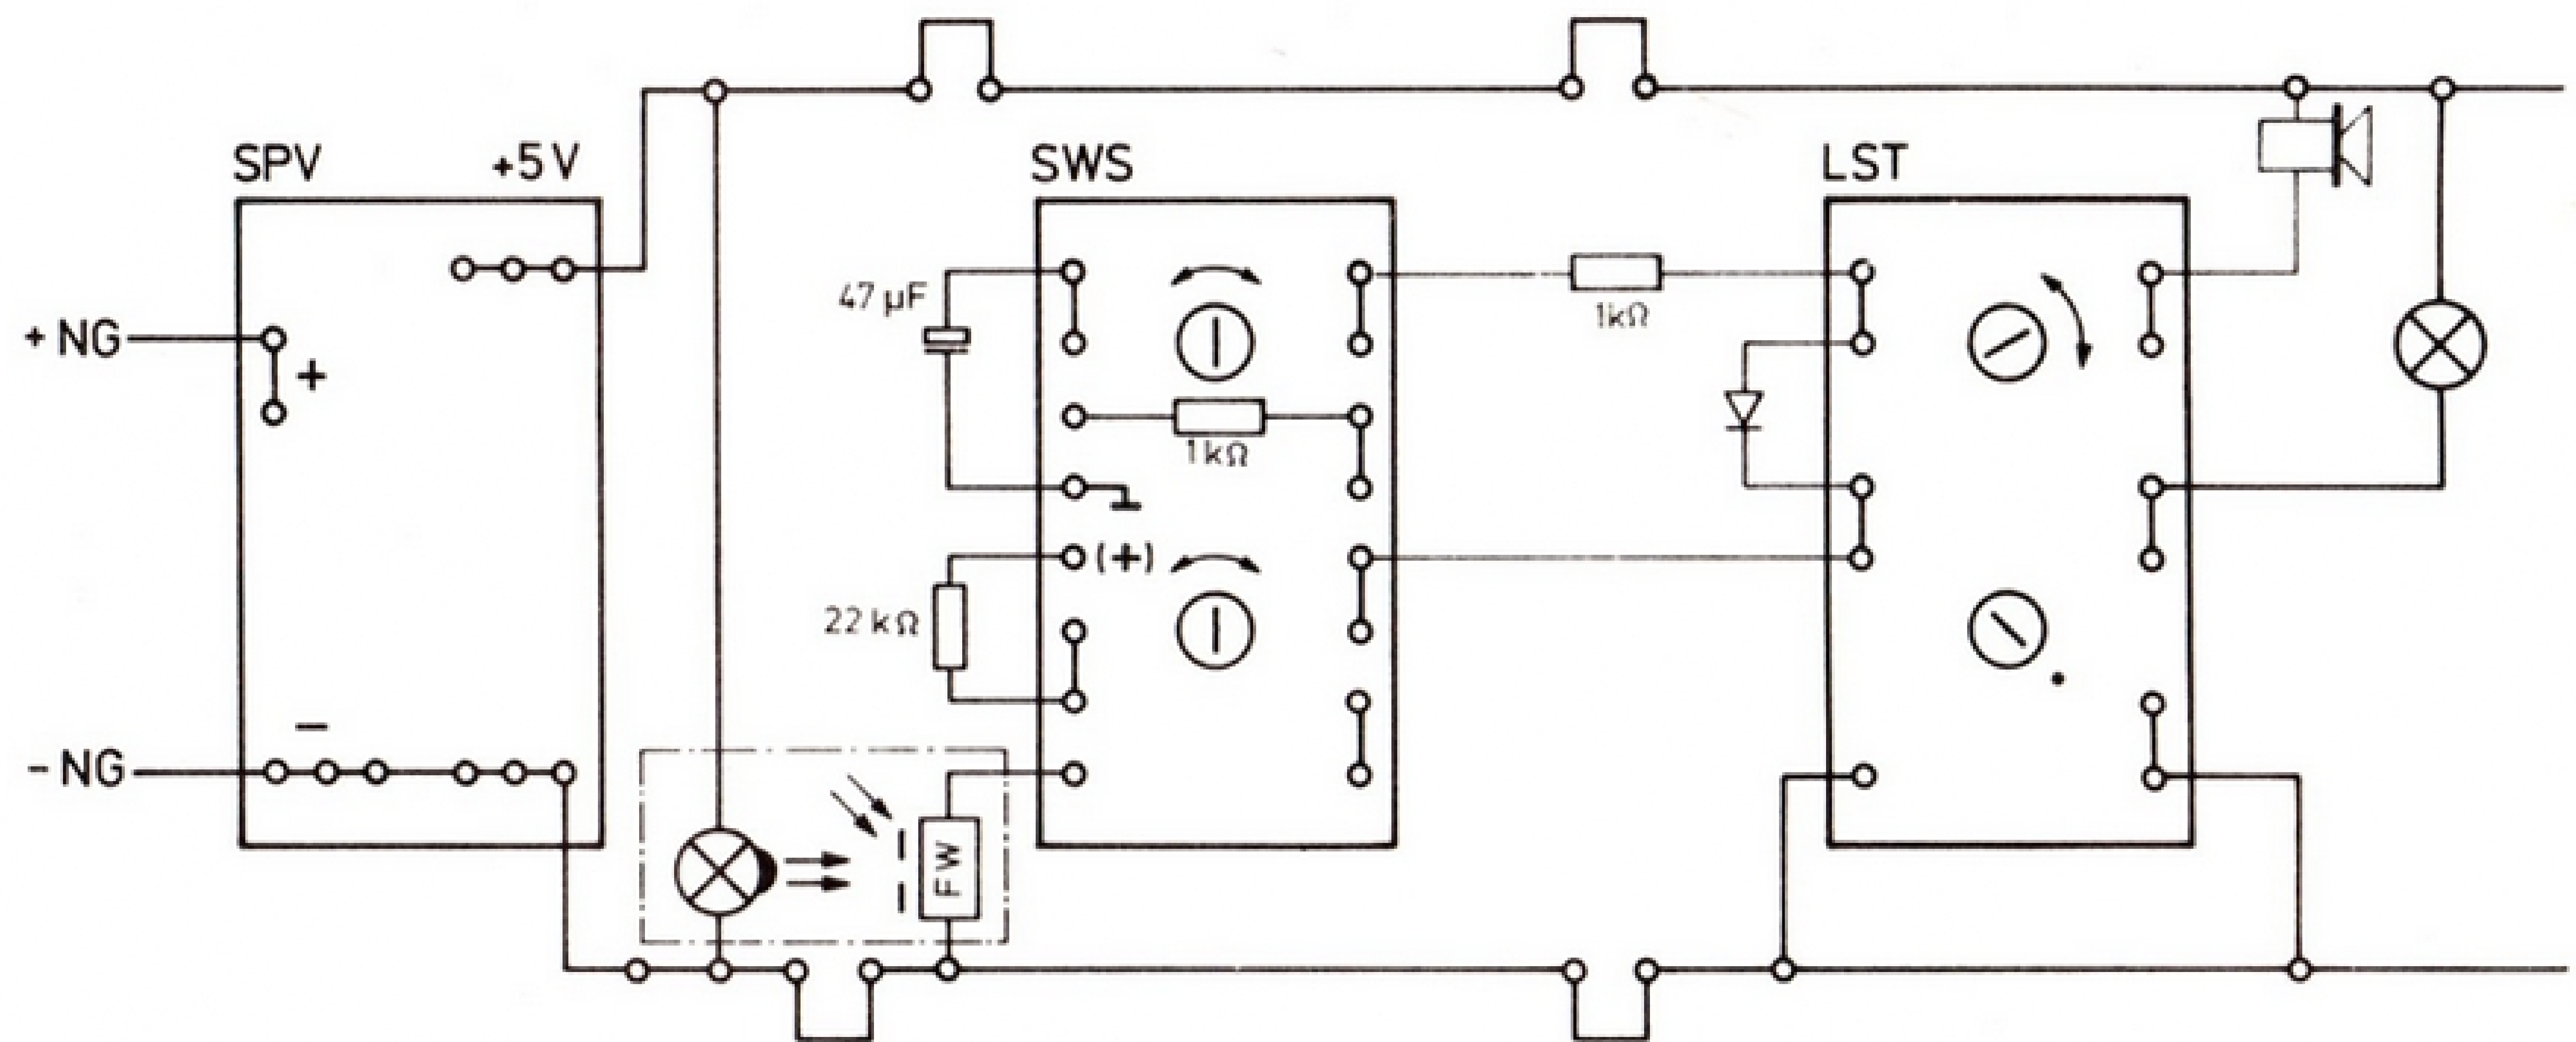 SPV
+5V
SWS
LST
+NG
+
47 µF
1kΩ
1kΩ
(+)
22 kΩ
−
-NG
FW